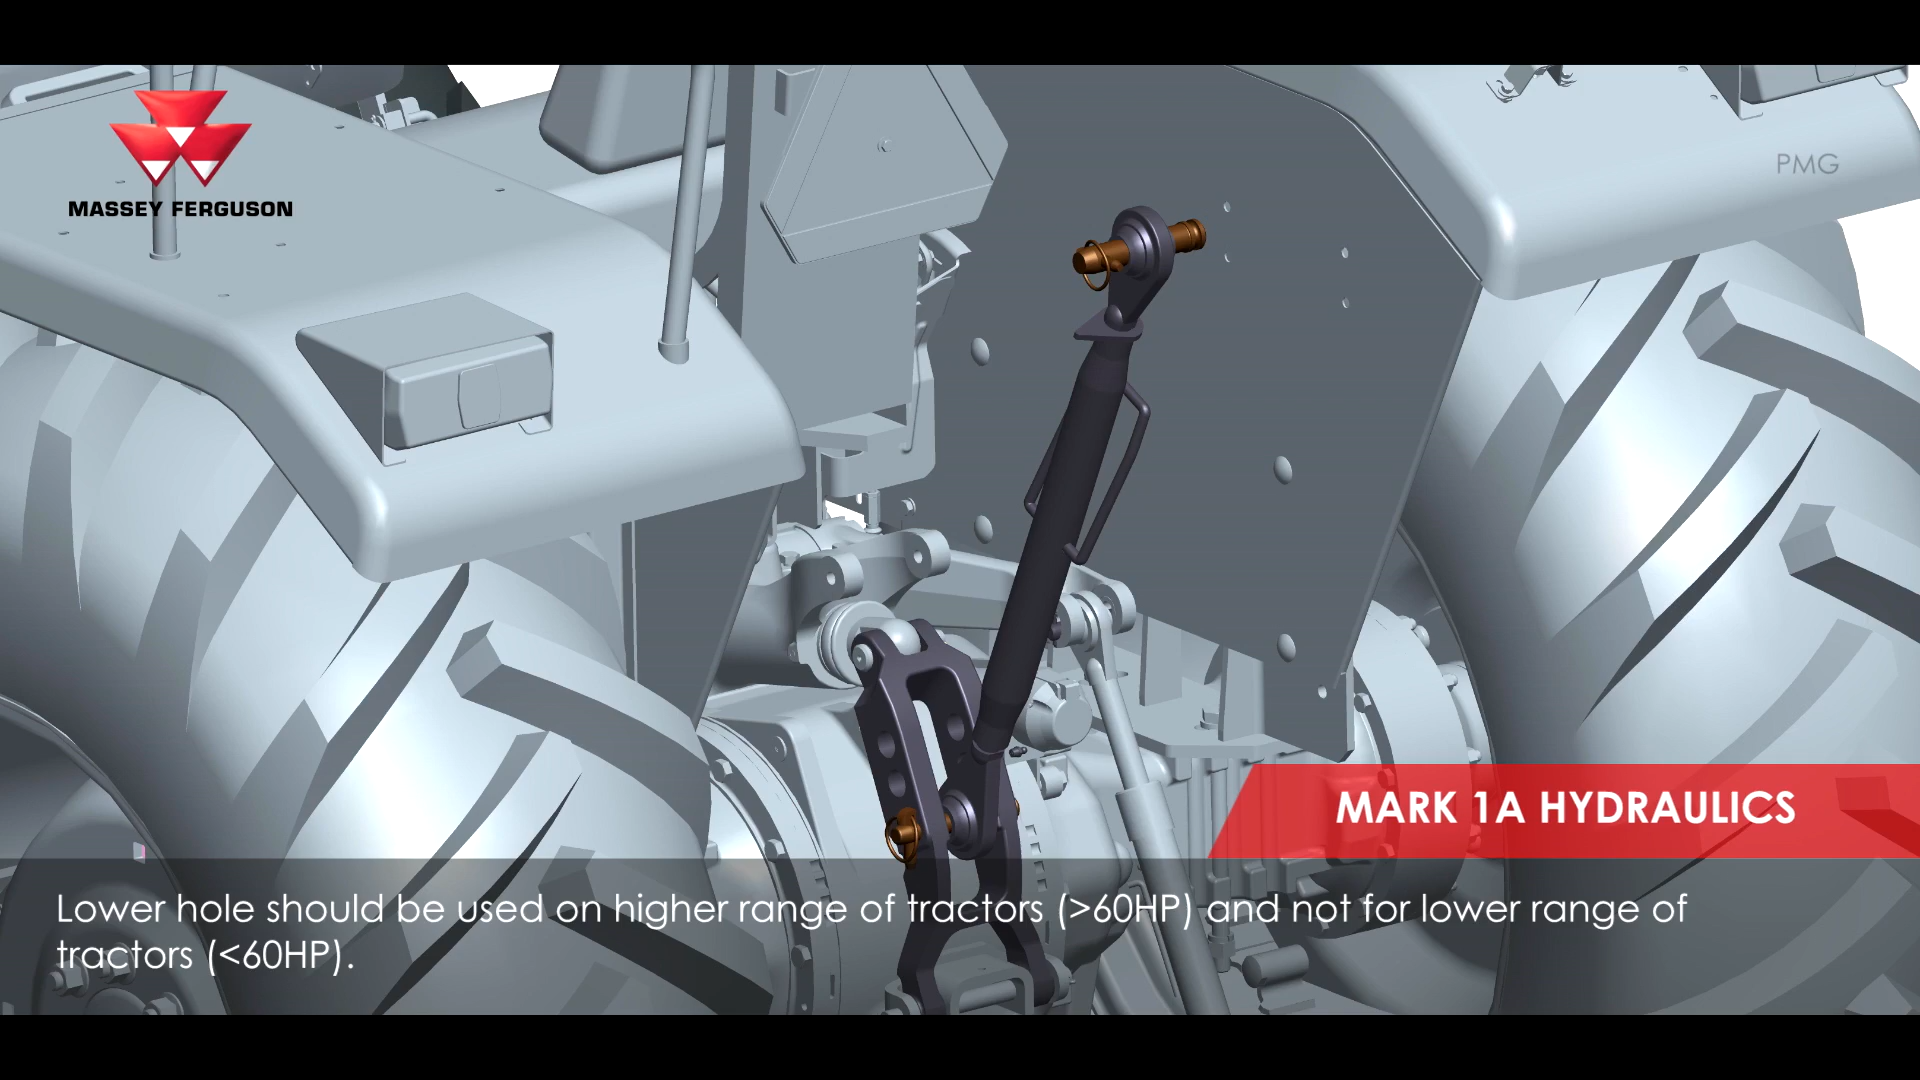 MASSEY FERGUSON
PMG
MARK 1A HYDRAULICS
Lower hole should be used on higher range of tractors (>60HP) and not for lower range of
tractors (<60HP).